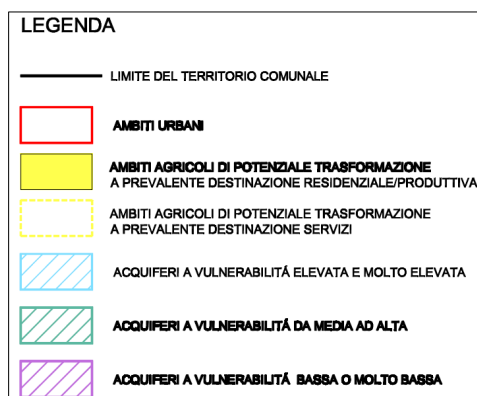 LEGENDA
LIMITE DEL TERRITORIO COMUNALE
AMBITI URBANI
AMBITI AGRICOLI DI POTENZIALE TRASFORMAZIONE
A PREVALENTE DESTINAZIONE RESIDENZIALE/PRODUTTIVA
AMBITI AGRICOLI DI POTENZIALE TRASFORMAZIONE
A PREVALENTE DESTINAZIONE SERVIZI
ACQUIFERI A VULNERABILITÁ ELEVATA E MOLTO ELEVATA
ACQUIFERI A VULNERABILITÁ DA MEDIA AD ALTA
ACQUIFERI A VULNERABILITÁ BASSA O MOLTO BASSA